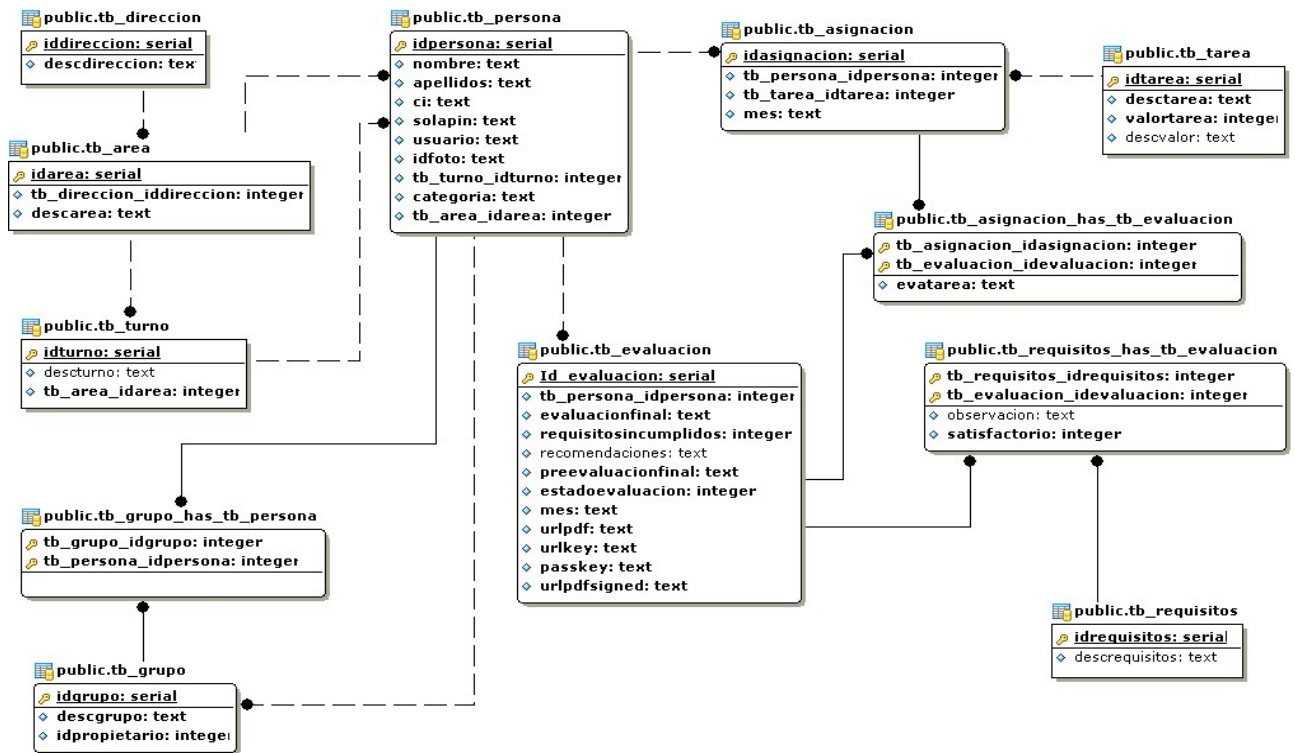 public.tb_direccion
iddireccion: serial
descdireccion: tex
public.tb_persona
idpersona: serial
nombre: text
apellidos: text
ci: text
solapin: text
usuario: text
idfoto: text
tb_turno_idturno: integer
categoria: text
tb_area_idarea: integer
public.tb_asignacion
idasignacion: serial
tb_persona_idpersona: integer
tb_tarea_idtarea: integer
mes: text
public.tb_tarea
idtarea: serial
desctarea: text
valortarea: intege
descvalor: text
public.tb_area
idarea: serial
tb_direccion_iddireccion: integer
descarea: text
public.tb_asignacion_has_tb_evaluacion
tb_asignacion_idasignacion: integer
tb_evaluacion_idevaluacion: integer
evatarea: text
public.tb_turno
idturno: serial
descturno: text
tb_area_idarea: integer
public.tb_evaluacion
Id_evaluacion: serial
tb_persona_idpersona: integer
evaluacionfinal: text
requisitosincumplidos: integer
recomendaciones: text
preevaluacionfinal: text
estadoevaluacion: integer
mes: text
urlpdf: text
urlkey: text
passkey: text
urlpdfsigned: text
public.tb_requisitos_has_tb_evaluacion
tb_requisitos_idrequisitos: integer
tb_evaluacion_idevaluacion: integer
observacion: text
satisfactorio: integer
public.tb_grupo_has_tb_persona
tb_grupo_idgrupo: integer
tb_persona_idpersona: integer
public.tb_requisitos
idrequisitos: serial
descrequisitos: text
public.tb_grupo
idgrupo: serial
descgrupo: text
idpropietario: intege